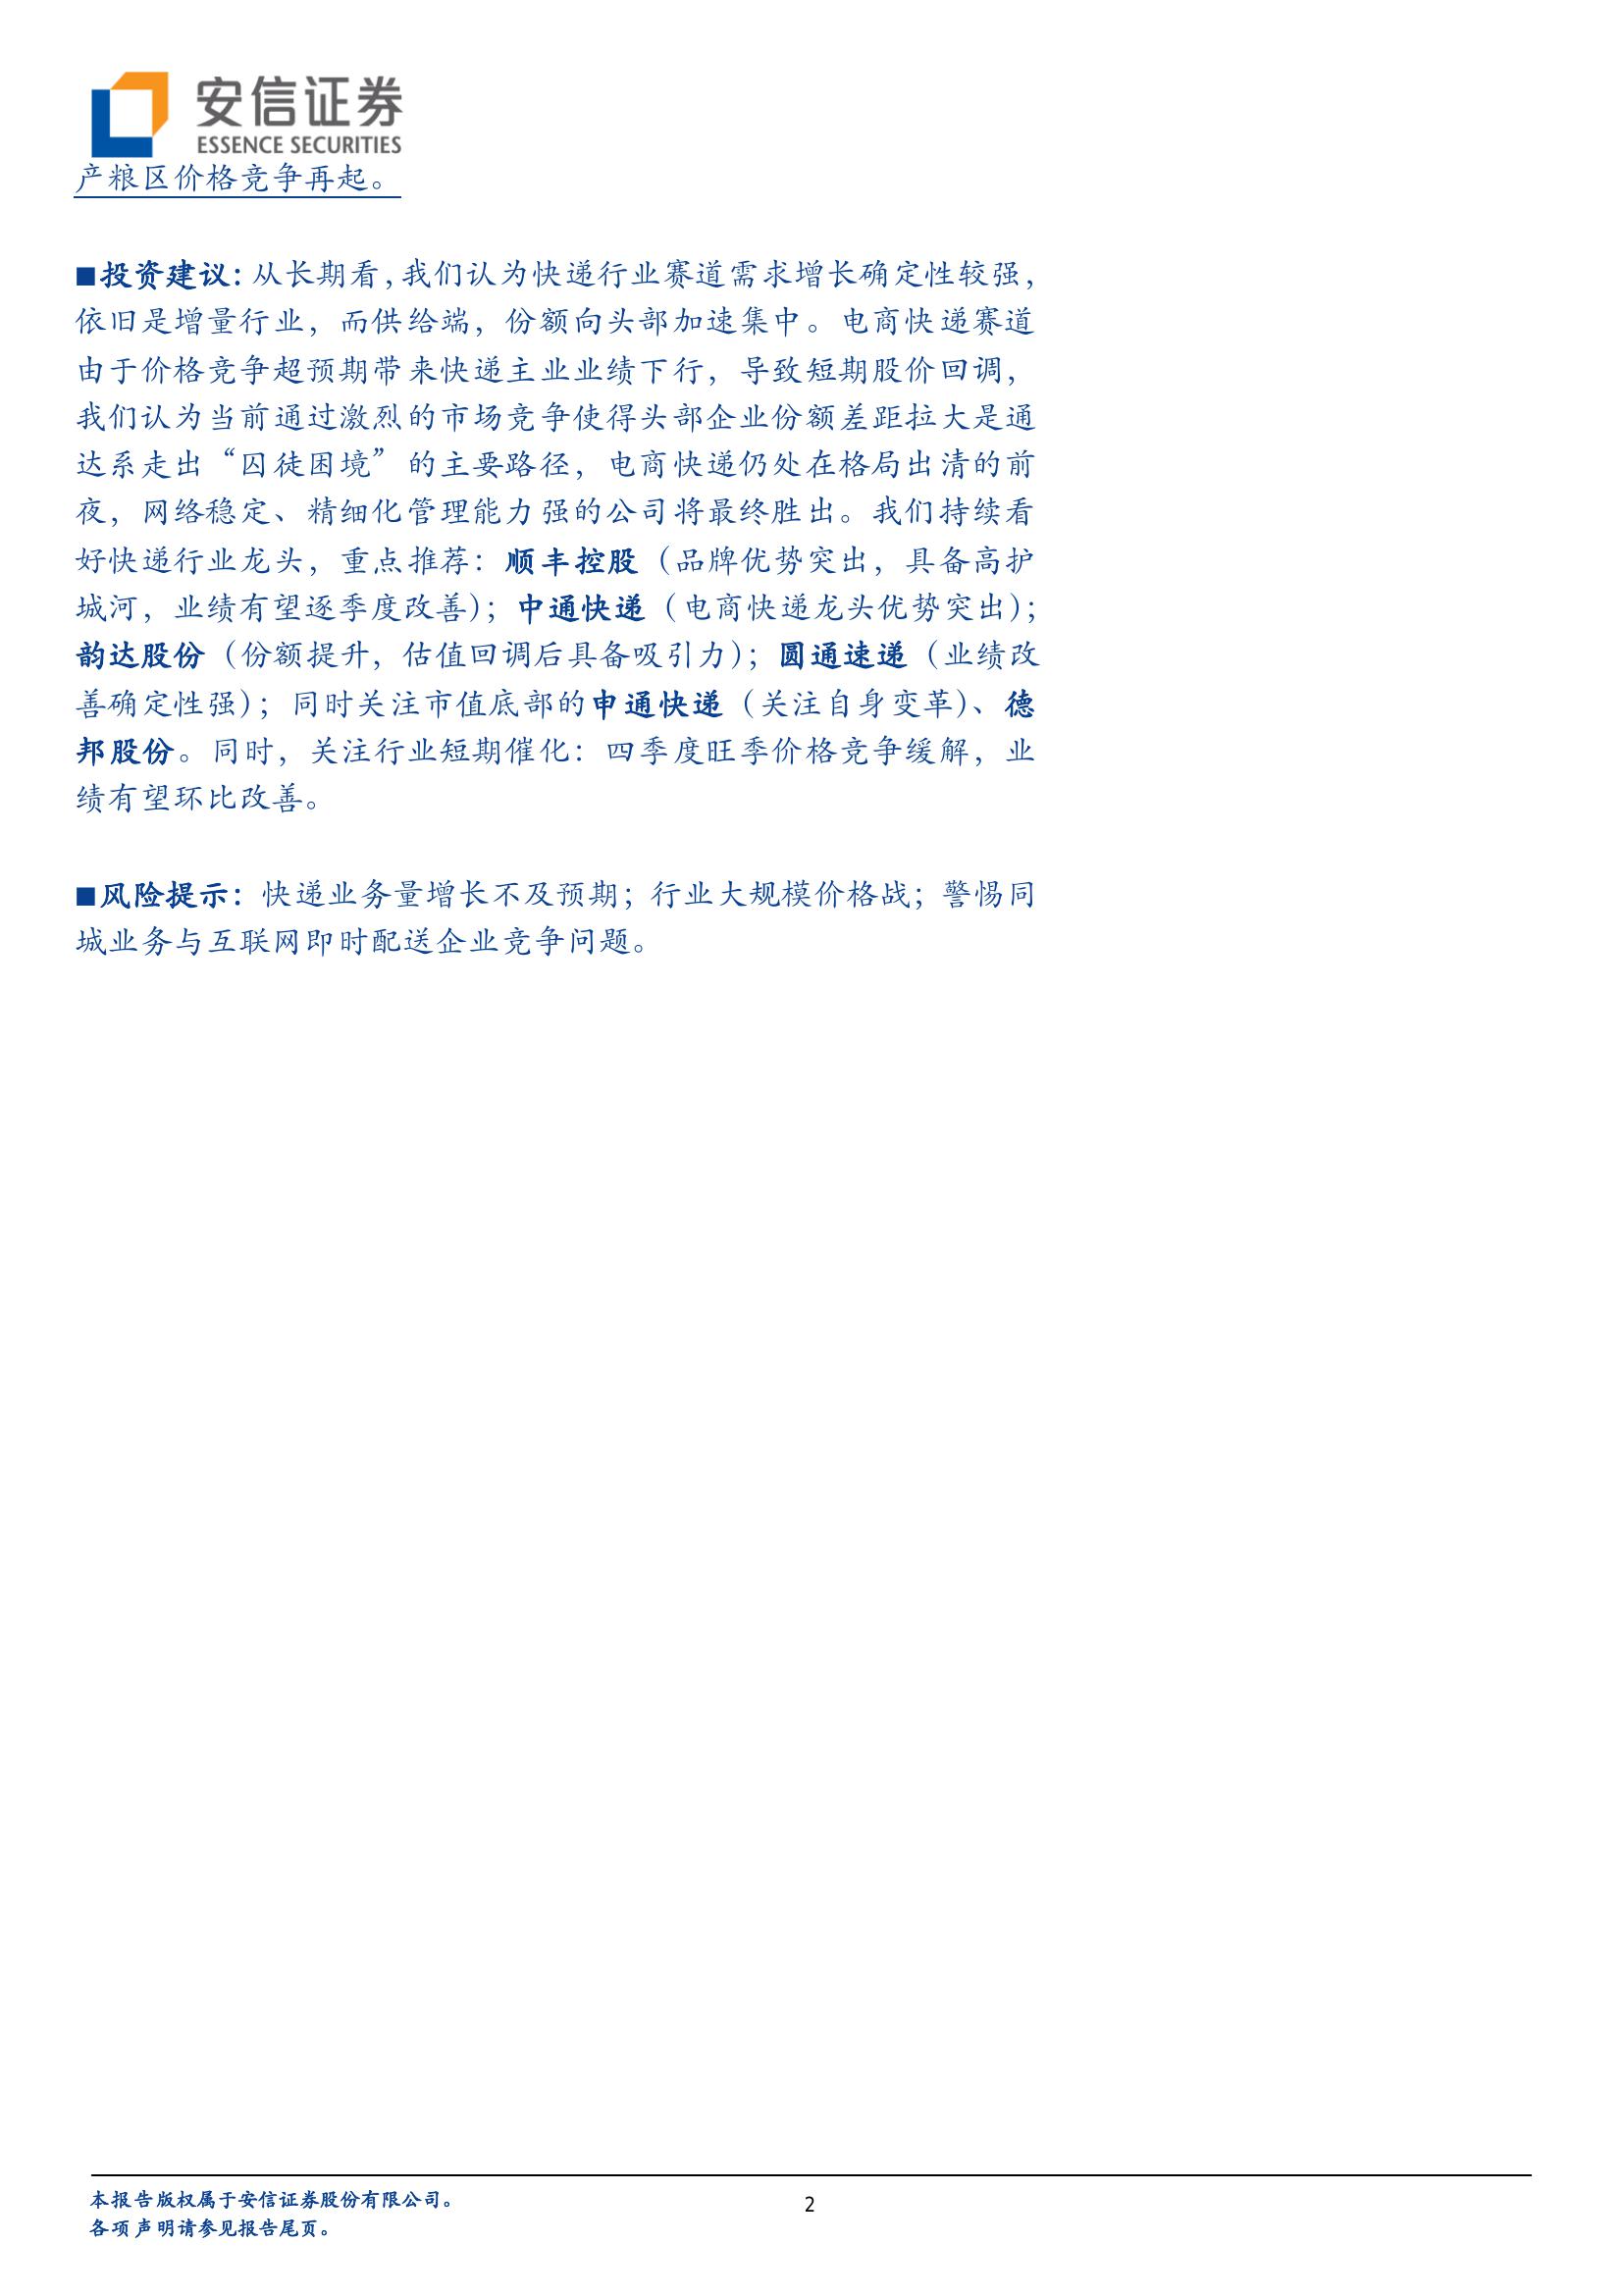 安信证券
ESSENCE SECURITIES
产粮区价格竞争再起。
■投资建议：从长期看，我们认为快递行业赛道需求增长确定性较强，
依旧是增量行业，而供给端，份额向头部加速集中。电商快递赛道
由于价格竞争超预期带来快递主业业绩下行，导致短期股价回调，
我们认为当前通过激烈的市场竞争使得头部企业份额差距拉大是通
达系走出“囚徒困境”的主要路径，电商快递仍处在格局出清的前
夜，网络稳定、精细化管理能力强的公司将最终胜出。我们持续看
好快递行业龙头，重点推荐：顺丰控股（品牌优势突出，具备高护
城河，业绩有望逐季度改善）；中通快递（电商快递龙头优势突出）；
韵达股份（份额提升，估值回调后具备吸引力）；圆通速递（业绩改
善确定性强）；同时关注市值底部的申通快递（关注自身变革）、德
邦股份。同时，关注行业短期催化：四季度旺季价格竞争缓解，业
绩有望环比改善。
■风险提示：快递业务量增长不及预期；行业大规模价格战；警惕同
城业务与互联网即时配送企业竞争问题。
本报告版权属于安信证券股份有限公司。
各项声明请参见报告尾页。
2